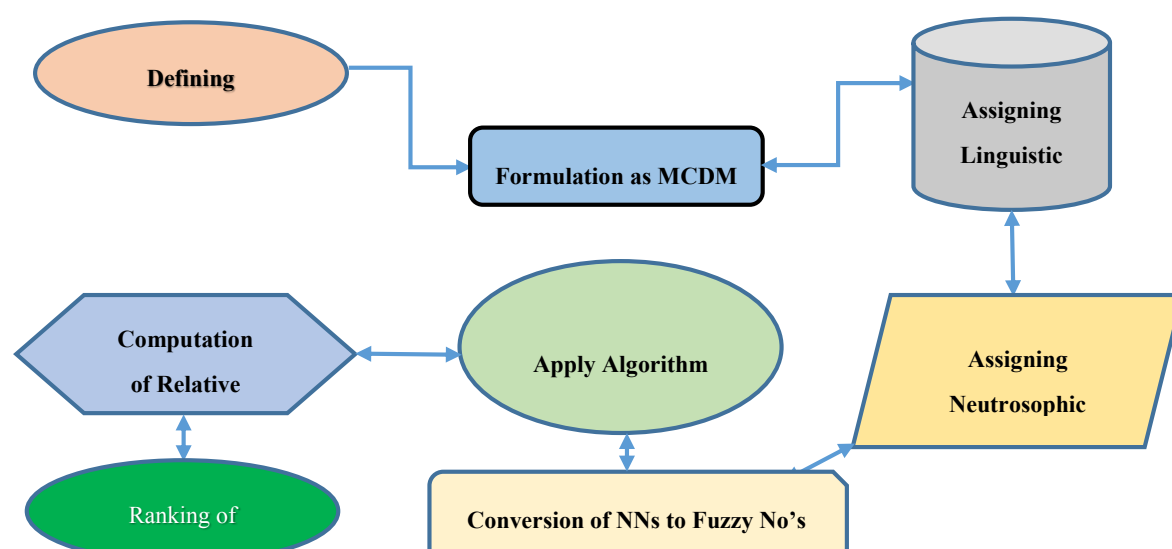 Defining
Formulation as MCDM
Assigning
Linguistic
Assigning
Neutrosophic
Conversion of NNs to Fuzzy No's
Apply Algorithm
Computation
of Relative
Ranking of